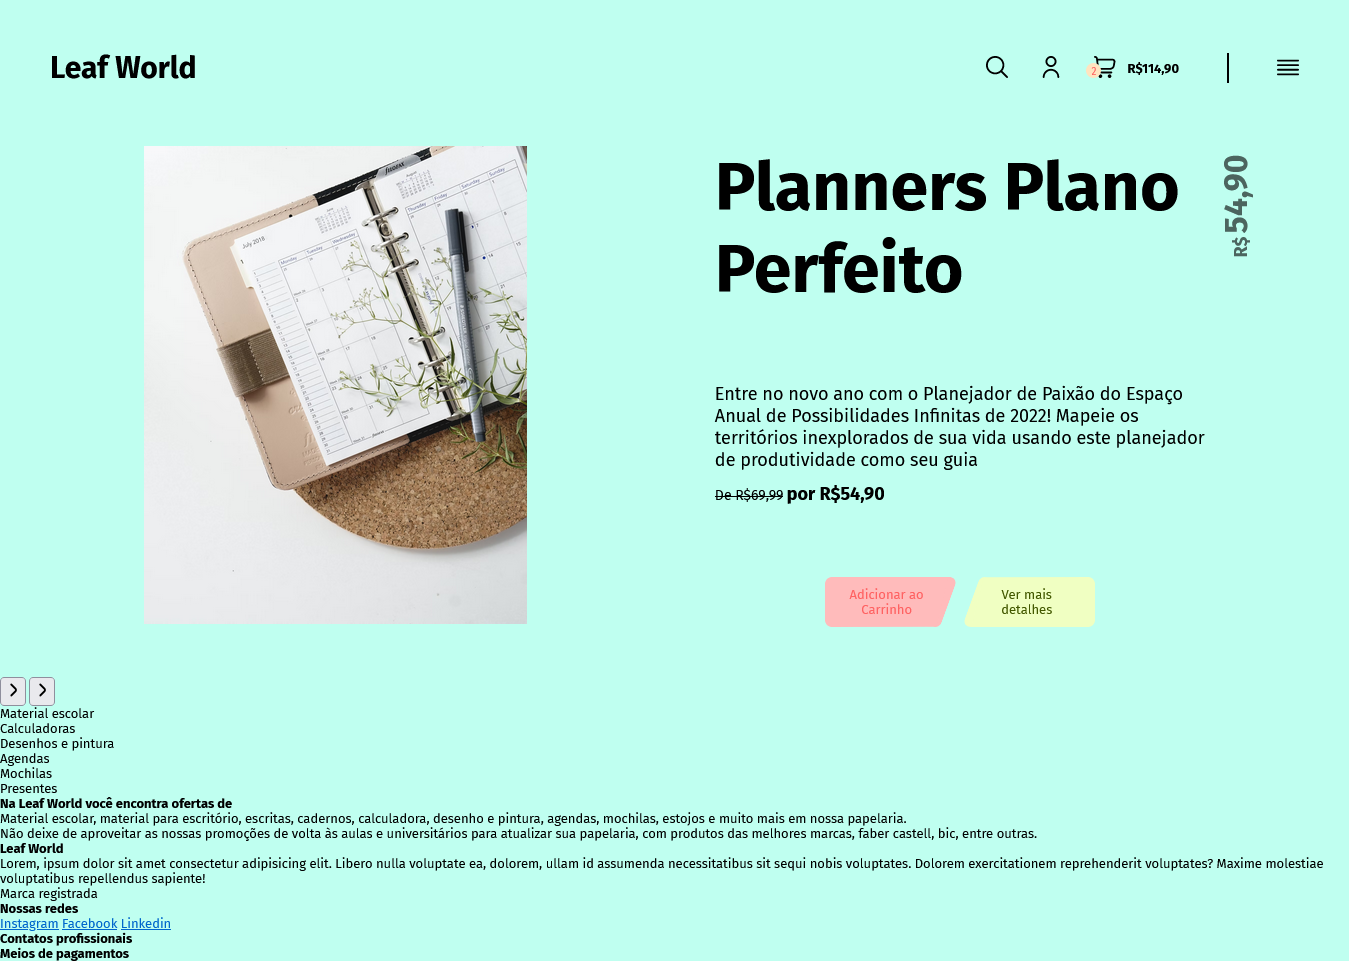 Leaf World
2
R$114,90
Planners Plano
Perfeito
R$ 54,90
July 2018
Entre no novo ano com o Planejador de Paixão do Espaço
Anual de Possibilidades Infinitas de 2022! Mapeie os
territórios inexplorados de sua vida usando este planejador
de produtividade como seu guia
De R$69,99 por R$54,90
Adicionar ao
Carrinho
Ver mais
detalhes
Material escolar
Calculadoras
Desenhos e pintura
Agendas
Mochilas
Presentes
Na Leaf World você encontra ofertas de
Material escolar, material para escritório, escritas, cadernos, calculadora, desenho e pintura, agendas, mochilas, estojos e muito mais em nossa papelaria.
Não deixe de aproveitar as nossas promoções de volta às aulas e universitários para atualizar sua papelaria, com produtos das melhores marcas, faber castell, bic, entre outras.
Leaf World
Lorem, ipsum dolor sit amet consectetur adipisicing elit. Libero nulla voluptate ea, dolorem, ullam id assumenda necessitatibus sit sequi nobis voluptates. Dolorem exercitationem reprehenderit voluptates? Maxime molestiae
voluptatibus repellendus sapiente!
Marca registrada
Nossas redes
Instagram Facebook Linkedin
Contatos profissionais
Meios de pagamentos